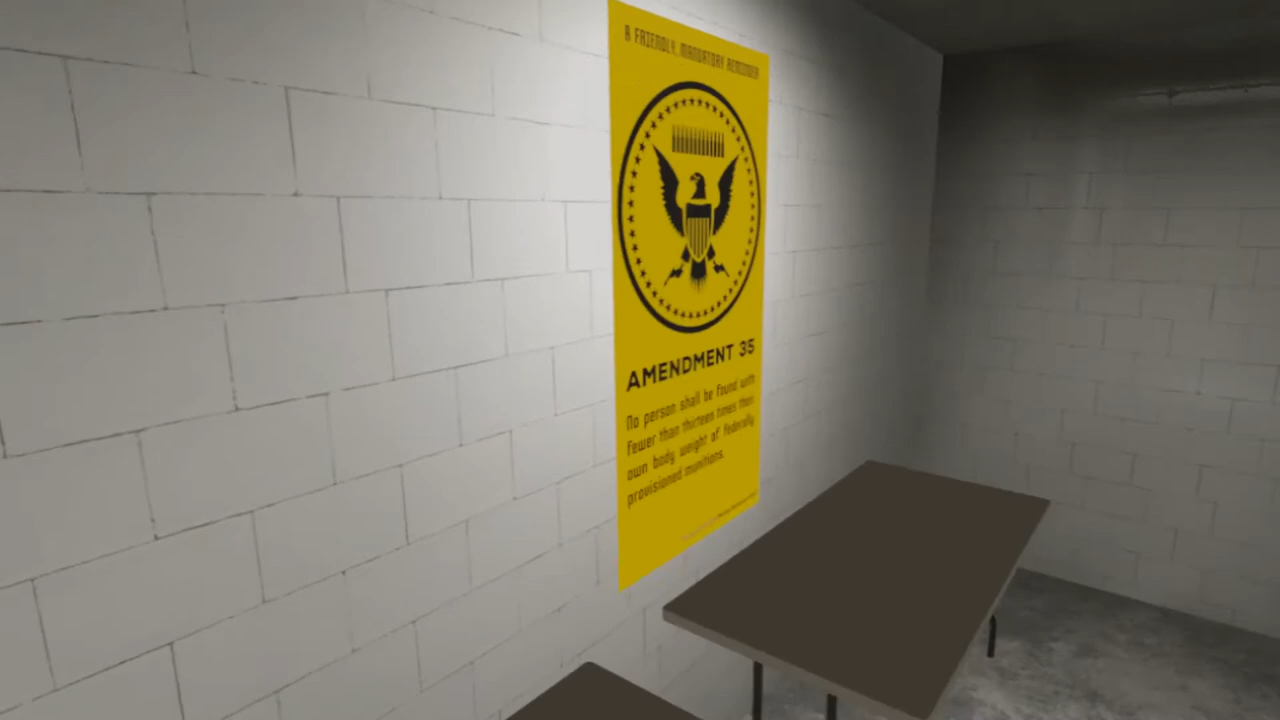 A FRIENDLY, MANDATORY REMINDER
AMENDMENT 35
No person shall be found with
fewer than thirteen times their
own body weight of federally
provisioned munitions.